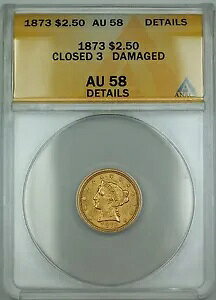 1873 $2.50 AU 58 DETAILS
1873 $2.50
CLOSED 3 DAMAGED
AU 58
DETAILS